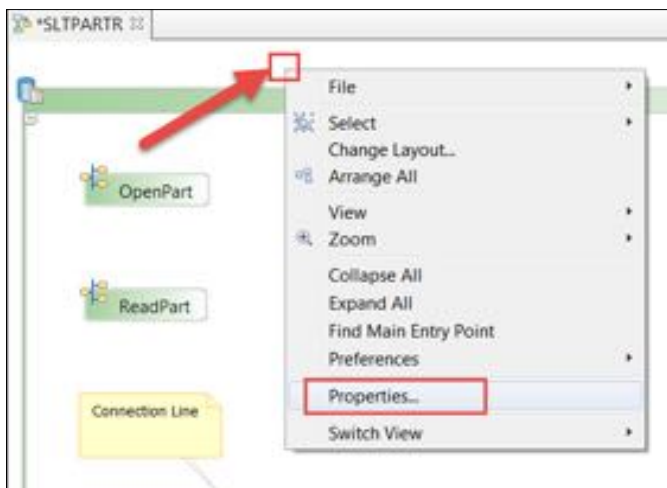 *SLTPARTR
File
Select
Change Layout...
Arrange All
OpenPart
View
Zoom
Collapse All
ReadPart
Expand All
Find Main Entry Point
Preferences
Properties...
Connection Line
Switch View